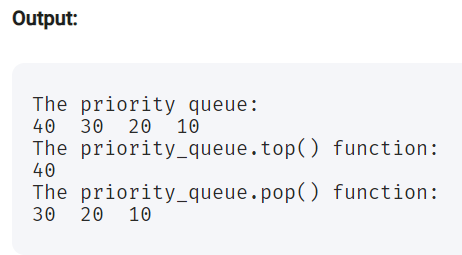 Output:
The priority queue:
40  30  20  10
The priority_queue.top() function:
40
The priority_queue.pop() function:
30  20  10